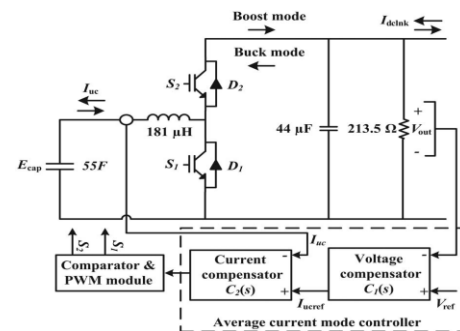 Boost mode
I_dclnk
Buck mode
I_uc
S_2
D_2
181 μH
44 μF
213.5 Ω
+
V_out
-
E_cap
55F
S_1
D_1
S_2
S_1
I_uc
Comparator &
PWM module
Current
compensator
C_2(s)
-
+
I_ucref
Voltage
compensator
C_1(s)
-
+
V_ref
Average current mode controller